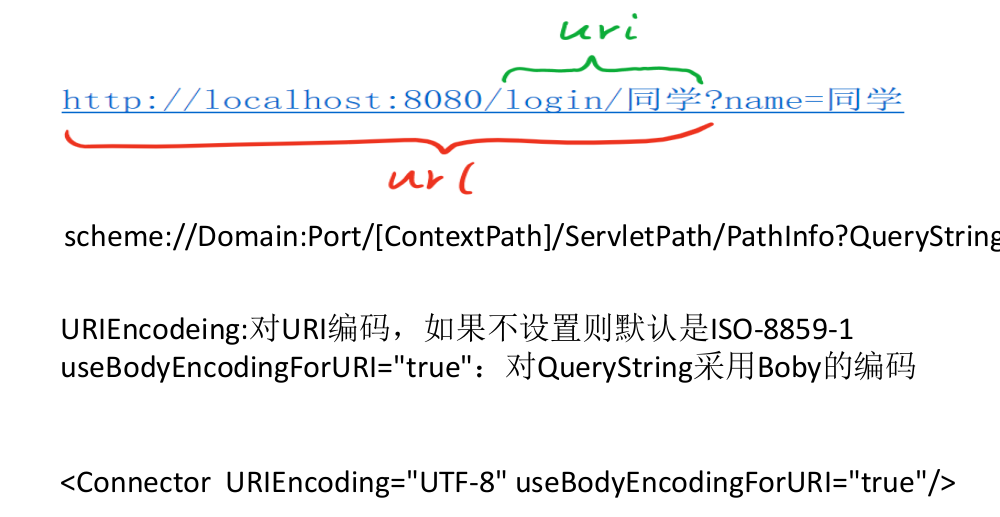 uri
http://localhost:8080/login/同学?name=同学
url
scheme://Domain:Port/[ContextPath]/ServletPath/PathInfo?QueryString
URIEncodeing:对URI编码，如果不设置则默认是ISO-8859-1
useBodyEncodingForURI="true"：对QueryString采用Boby的编码
<Connector  URIEncoding="UTF-8" useBodyEncodingForURI="true"/>